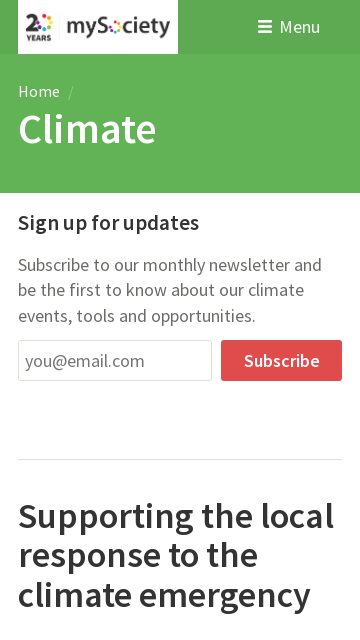 20 YEARS mySociety
Menu
Home /
Climate
Sign up for updates
Subscribe to our monthly newsletter and
be the first to know about our climate
events, tools and opportunities.
you@email.com
Subscribe
Supporting the local
response to the
climate emergency